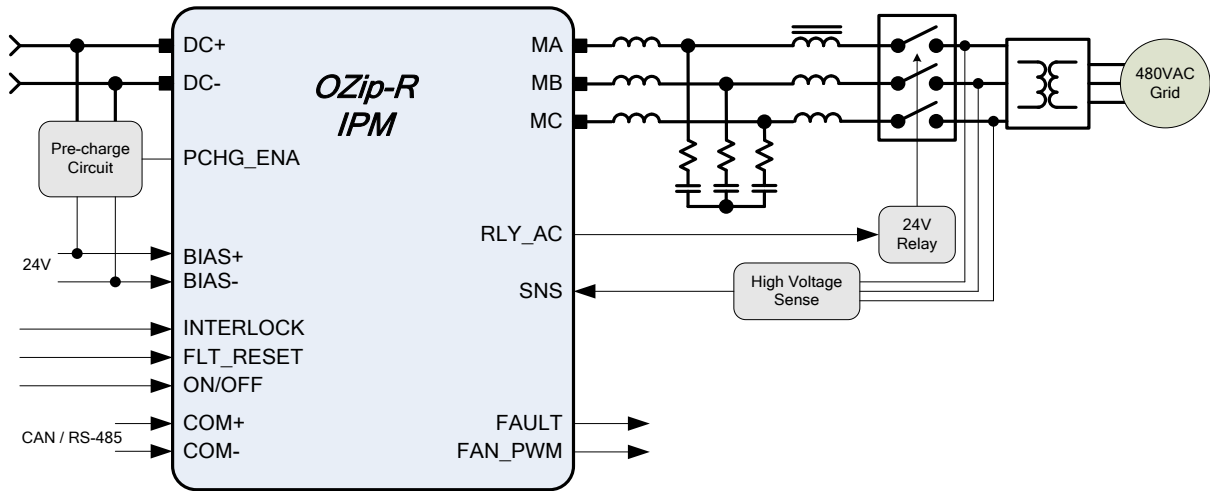 DC+
DC-
OZip-R
IPM
MA
MB
MC
480VAC
Grid
Pre-charge
Circuit
PCHG_ENA
RLY_AC
24V
Relay
24V
BIAS+
BIAS-
SNS
High Voltage
Sense
INTERLOCK
FLT_RESET
ON/OFF
CAN / RS-485
COM+
COM-
FAULT
FAN_PWM